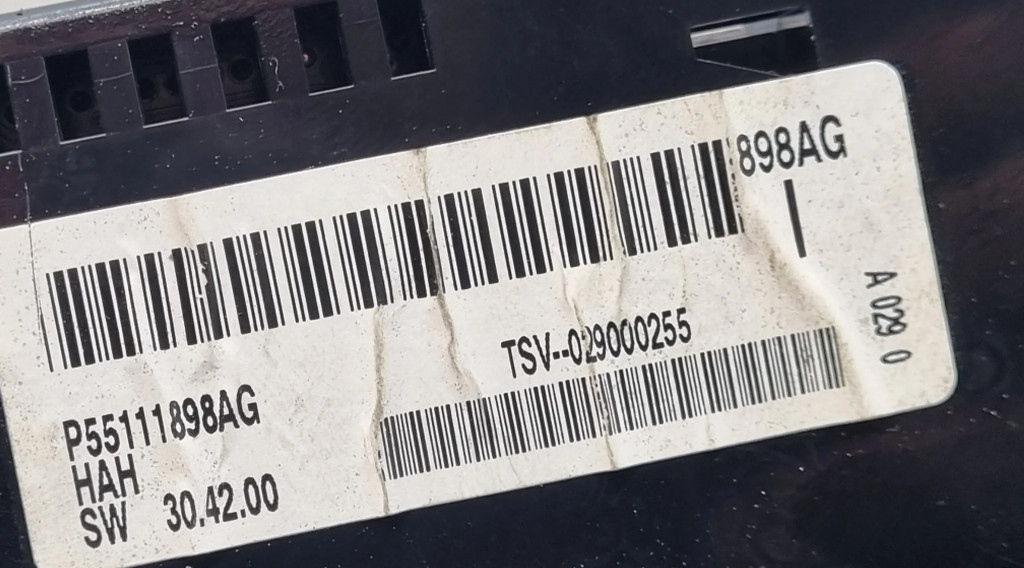 898AG
I
A 029 0
TSV--029000255
P55111898AG
HAH
SW 30.42.00